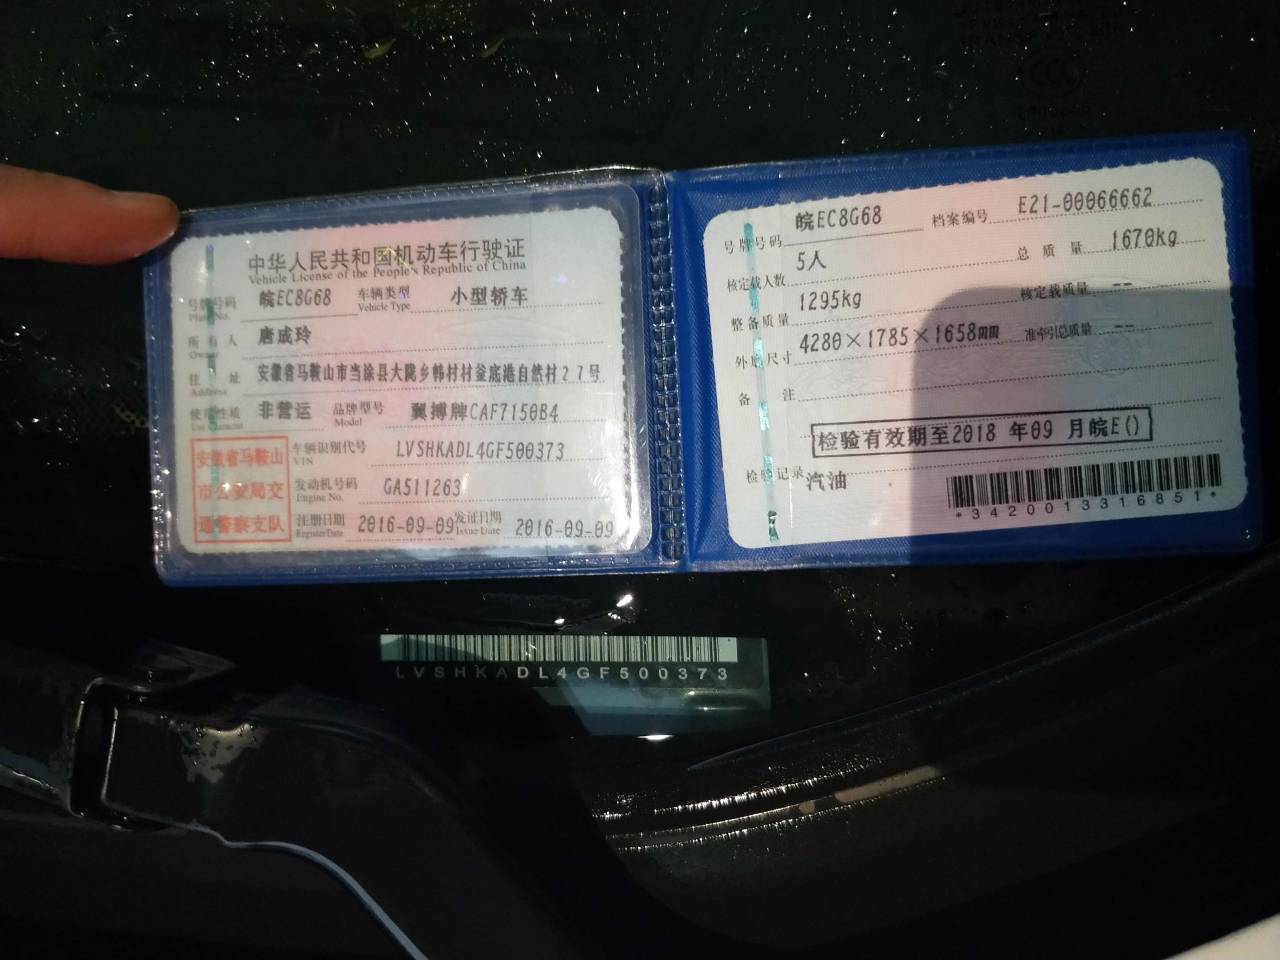 中华人民共和国机动车行驶证
Vehicle License of the People's Republic of China
号牌号码 皖EC8G68 车辆类型 小型轿车
Plate No. Vehicle Type
所有人 唐成玲
Owner
住址 安徽省马鞍山市当涂县大陇乡韩村村釜底港自然村27号
Address
使用性质 非营运 品牌型号 翼搏牌CAF7150B4
Use Character Model
安徽省马鞍山
市公安局交
通警察支队
车辆识别代号 LVSHKADL4GF500373
VIN
发动机号码 GA511263
Engine No.
注册日期 2016-09-09 发证日期 2016-09-09
Register Date Issue Date
号牌号码 皖EC8G68 档案编号 E21-00066662
核定载人数 5人 总质量 1670kg
整备质量 1295kg 核定载质量 --
外廓尺寸 4280×1785×1658mm 准牵引总质量 --
备注
检验有效期至2018 年09 月皖E()
检验记录 汽油
*3420013316851*
LVSHKADL4GF500373